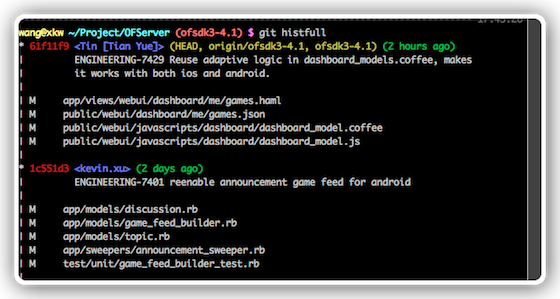 wang@xkw ~/Project/OFServer (ofsdk3-4.1) $ git histfull
* 61f11f9 <Tin [Tian Yue]> (HEAD, origin/ofsdk3-4.1, ofsdk3-4.1) (2 hours ago)
| ENGINEERING-7429 Reuse adaptive logic in dashboard_models.coffee, makes
| it works with both ios and android.
|
| M app/views/webui/dashboard/me/games.haml
| M public/webui/dashboard/me/games.json
| M public/webui/javascripts/dashboard/dashboard_model.coffee
| M public/webui/javascripts/dashboard/dashboard_model.js
|
* 1c551d3 <kevin.xu> (2 days ago)
| ENGINEERING-7401 reenable announcement game feed for android
|
| M app/models/discussion.rb
| M app/models/game_feed_builder.rb
| M app/models/topic.rb
| M app/sweepers/announcement_sweeper.rb
| M test/unit/game_feed_builder_test.rb
|